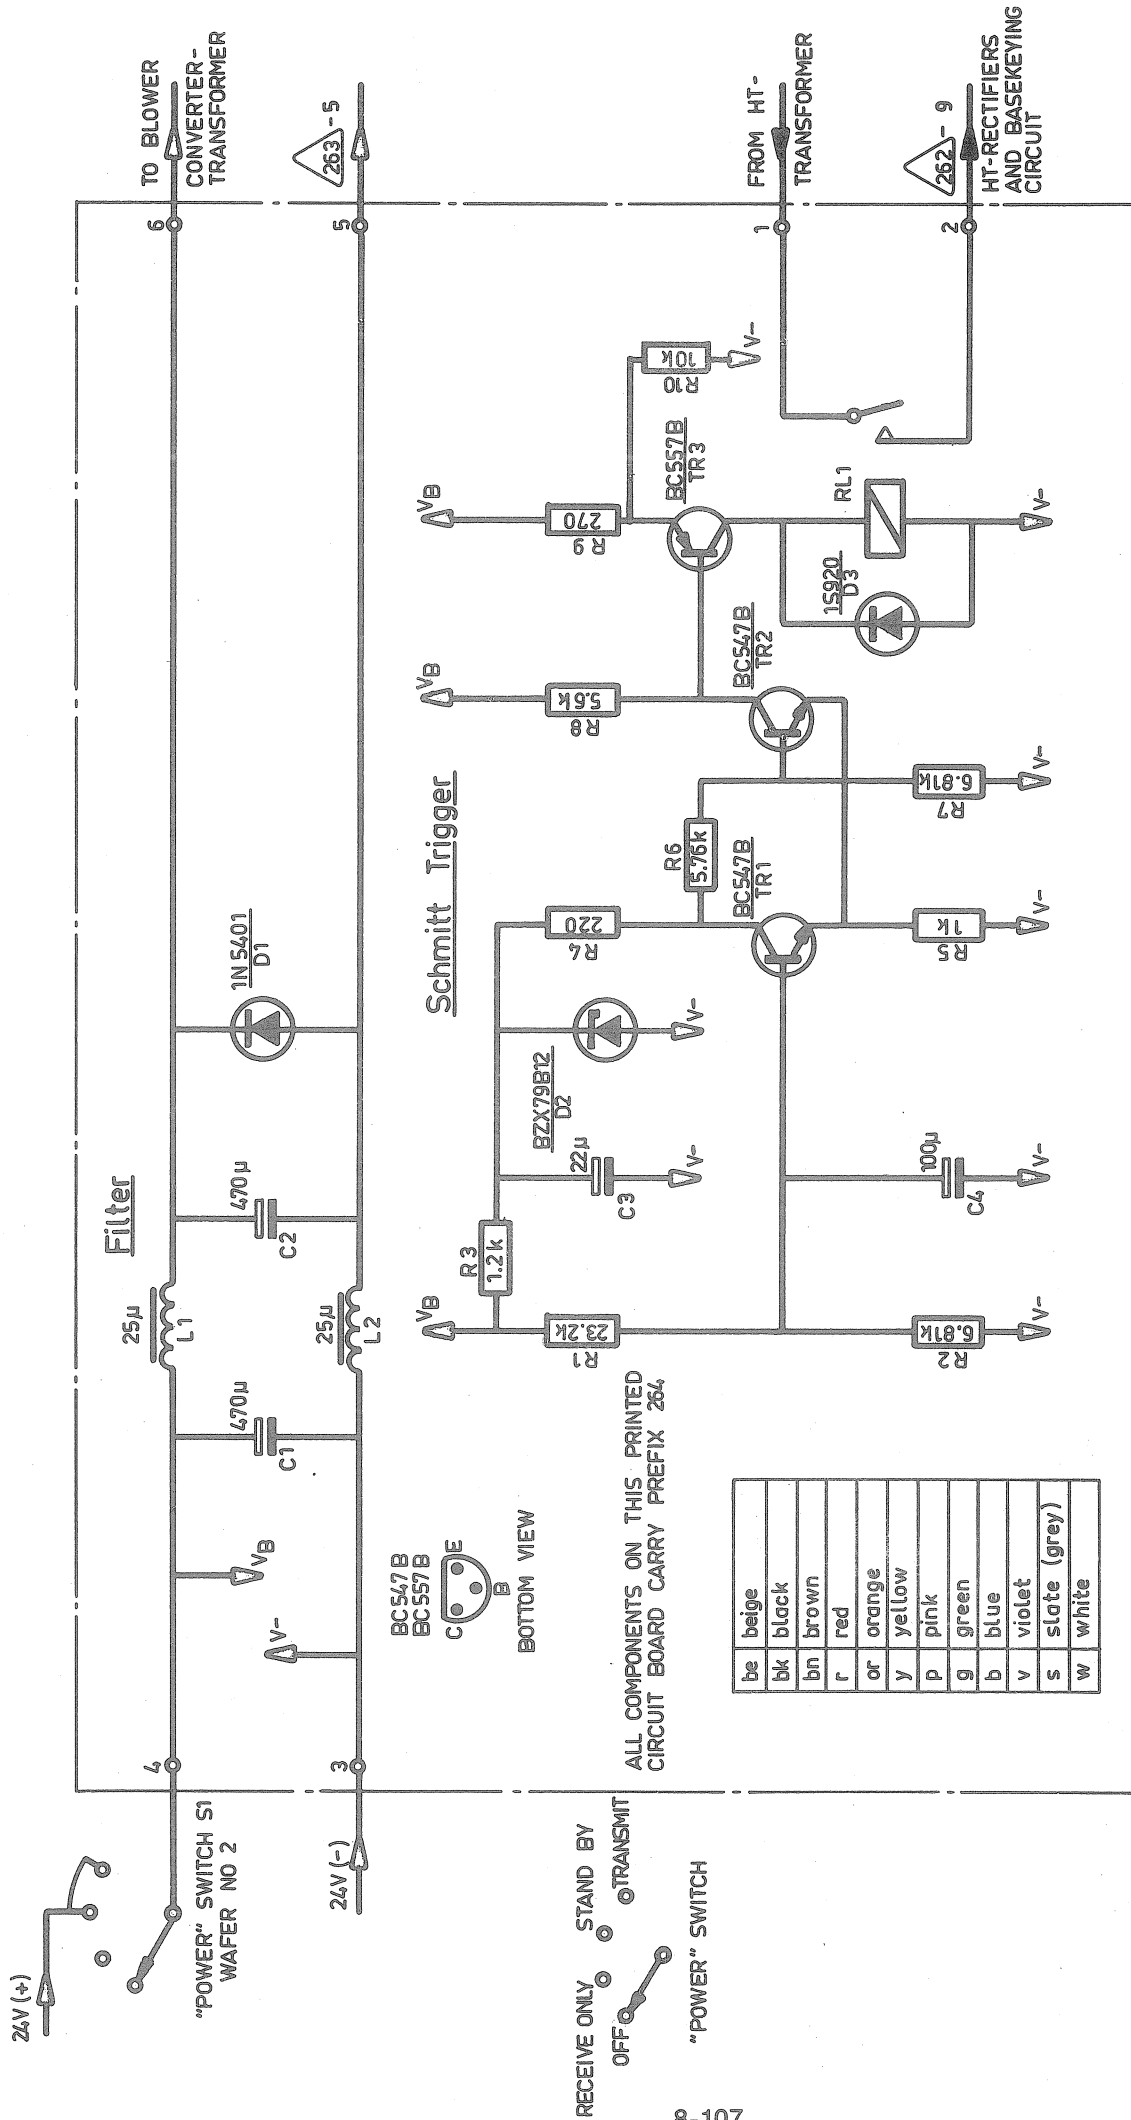 24V(+)
"POWER" SWITCH S1
WAFER NO 2
24V(-)
4
3
V-
VB
Filter
470μ
C1
25μ
L1
25μ
L2
470μ
C2
1N5401
D1
6
5
TO BLOWER
CONVERTER-
TRANSFORMER
263 - 5
RECEIVE ONLY
STAND BY
OFF
TRANSMIT
"POWER" SWITCH
BC547B
BC557B
C
E
B
BOTTOM VIEW
ALL COMPONENTS ON THIS PRINTED
CIRCUIT BOARD CARRY PREFIX 264
be beige
bk black
bn brown
r red
or orange
y yellow
p pink
g green
b blue
v violet
s slate (grey)
w white
Schmitt Trigger
VB
R3
1.2k
R1
23.2k
R2
6.81k
V-
22μ
C3
V-
100μ
C4
V-
BZX79B12
D2
V-
R4
220
R6
5.76k
BC547B
TR1
R5
1k
V-
R7
6.81k
V-
VB
R8
5.6k
BC547B
TR2
VB
R9
270
BC557B
TR3
R10
10k
V-
1S920
D3
RL1
V-
1
2
FROM HT-
TRANSFORMER
262 - 9
HT-RECTIFIERS
AND BASEKEYING
CIRCUIT
8-107